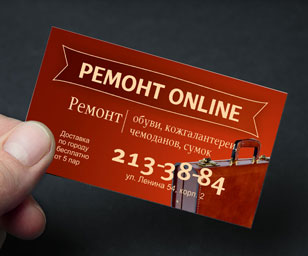 РЕМОНТ ONLINE
Ремонт
обуви, кожгалантереи,
чемоданов, сумок
Доставка
по городу
бесплатно
от 5 пар
213-38-84
ул. Ленина 54, корп. 2